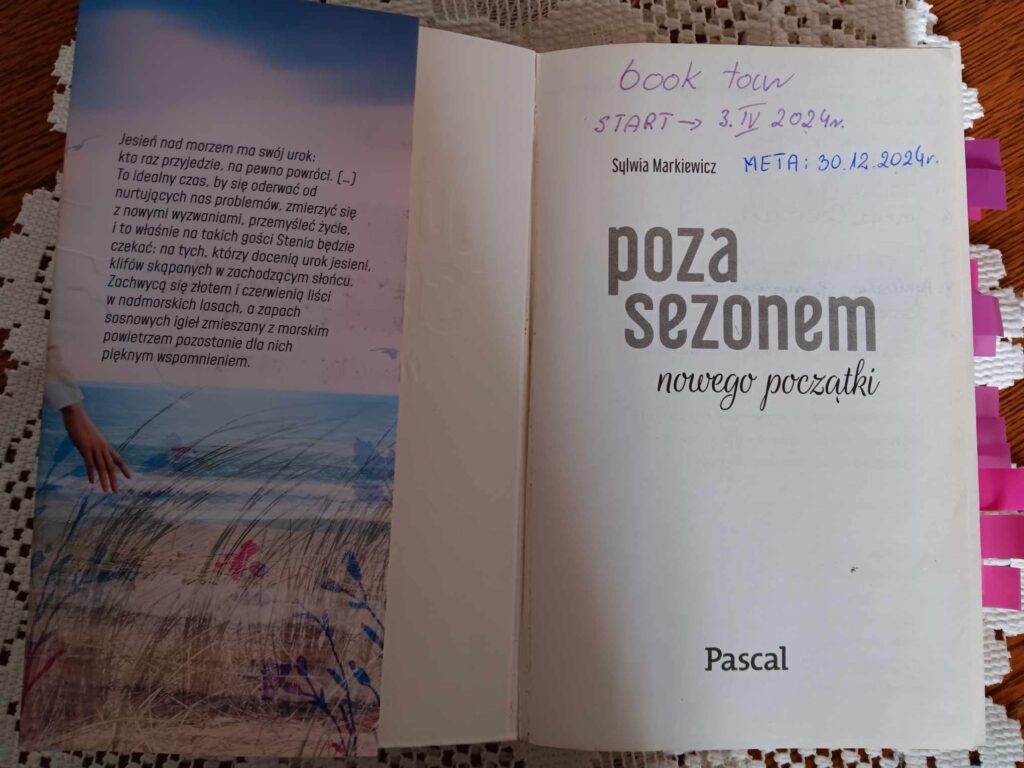 Jesień nad morzem ma swój urok:
kto raz przyjedzie, na pewno powróci. (...)
To idealny czas, by się oderwać od
nurtujących nas problemów, zmierzyć się
z nowymi wyzwaniami, przemyśleć życie,
i to właśnie na takich gości Stenia będzie
czekać: na tych, którzy docenią urok jesieni,
klifów skąpanych w zachodzącym słońcu.
Zachwycą się złotem i czerwienią liści
w nadmorskich lasach, a zapach
sosnowych igieł zmieszany z morskim
powietrzem pozostanie dla nich
pięknym wspomnieniem.
book tour
START → 3. IV 2024r.
META: 30.12.2024r.
Sylwia Markiewicz
poza
sezonem
nowego początki
Pascal